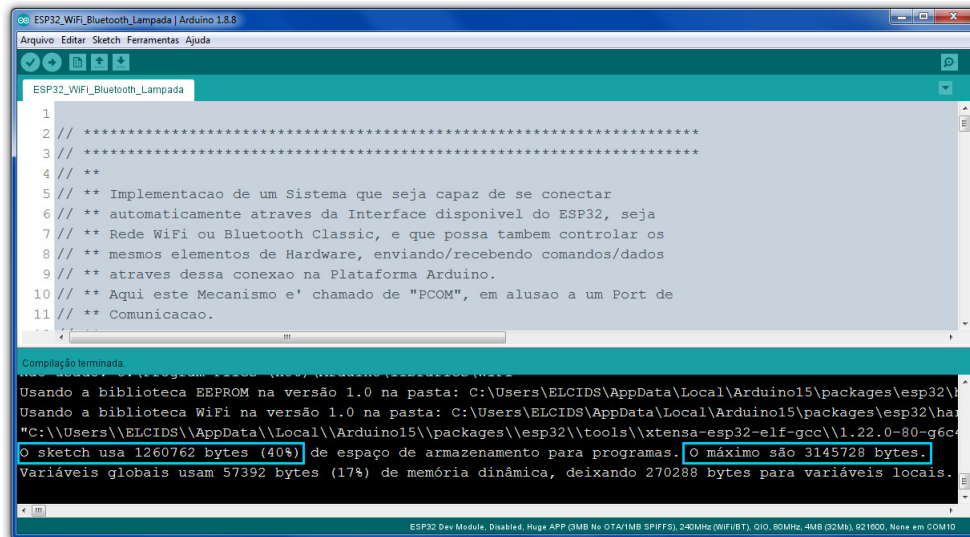 ESP32_WiFi_Bluetooth_Lampada | Arduino 1.8.8
Arquivo Editar Sketch Ferramentas Ajuda
ESP32_WiFi_Bluetooth_Lampada
1
2 // **********************************************************************
3 // **********************************************************************
4 // **
5 // ** Implementacao de um Sistema que seja capaz de se conectar
6 // ** automaticamente atraves da Interface disponivel do ESP32, seja
7 // ** Rede WiFi ou Bluetooth Classic, e que possa tambem controlar os
8 // ** mesmos elementos de Hardware, enviando/recebendo comandos/dados
9 // ** atraves dessa conexao na Plataforma Arduino.
10 // ** Aqui este Mecanismo e' chamado de "PCOM", em alusao a um Port de
11 // ** Comunicacao.
Compilação terminada.
Usando a biblioteca EEPROM na versão 1.0 na pasta: C:\Users\ELCIDS\AppData\Local\Arduino15\packages\esp32\
Usando a biblioteca WiFi na versão 1.0 na pasta: C:\Users\ELCIDS\AppData\Local\Arduino15\packages\esp32\ha
"C:\\Users\\ELCIDS\\AppData\\Local\\Arduino15\\packages\\esp32\\tools\\xtensa-esp32-elf-gcc\\1.22.0-80-g6c
O sketch usa 1260762 bytes (40%) de espaço de armazenamento para programas. O máximo são 3145728 bytes.
Variáveis globais usam 57392 bytes (17%) de memória dinâmica, deixando 270288 bytes para variáveis locais.
ESP32 Dev Module, Disabled, Huge APP (3MB No OTA/1MB SPIFFS), 240MHz (WiFi/BT), QIO, 80MHz, 4MB (32Mb), 921600, None em COM10